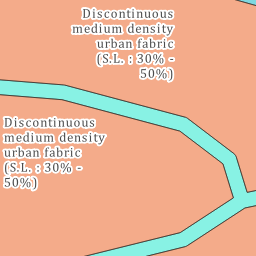 Discontinuous
medium density
urban fabric
(S.L. : 30% -
50%)
Discontinuous
medium density
urban fabric
(S.L. : 30% -
50%)